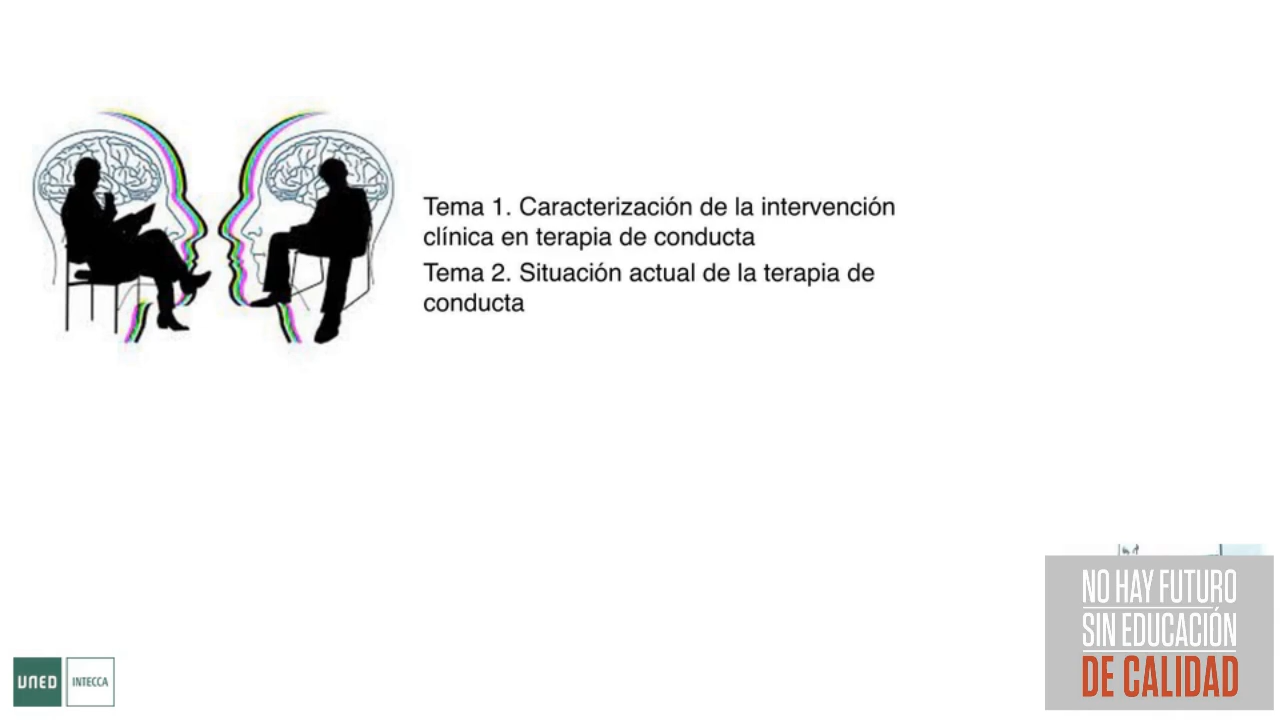 Tema 1. Caracterización de la intervención
clínica en terapia de conducta
Tema 2. Situación actual de la terapia de
conducta
NO HAY FUTURO
SIN EDUCACIÓN
DE CALIDAD
UNED
INTECCA